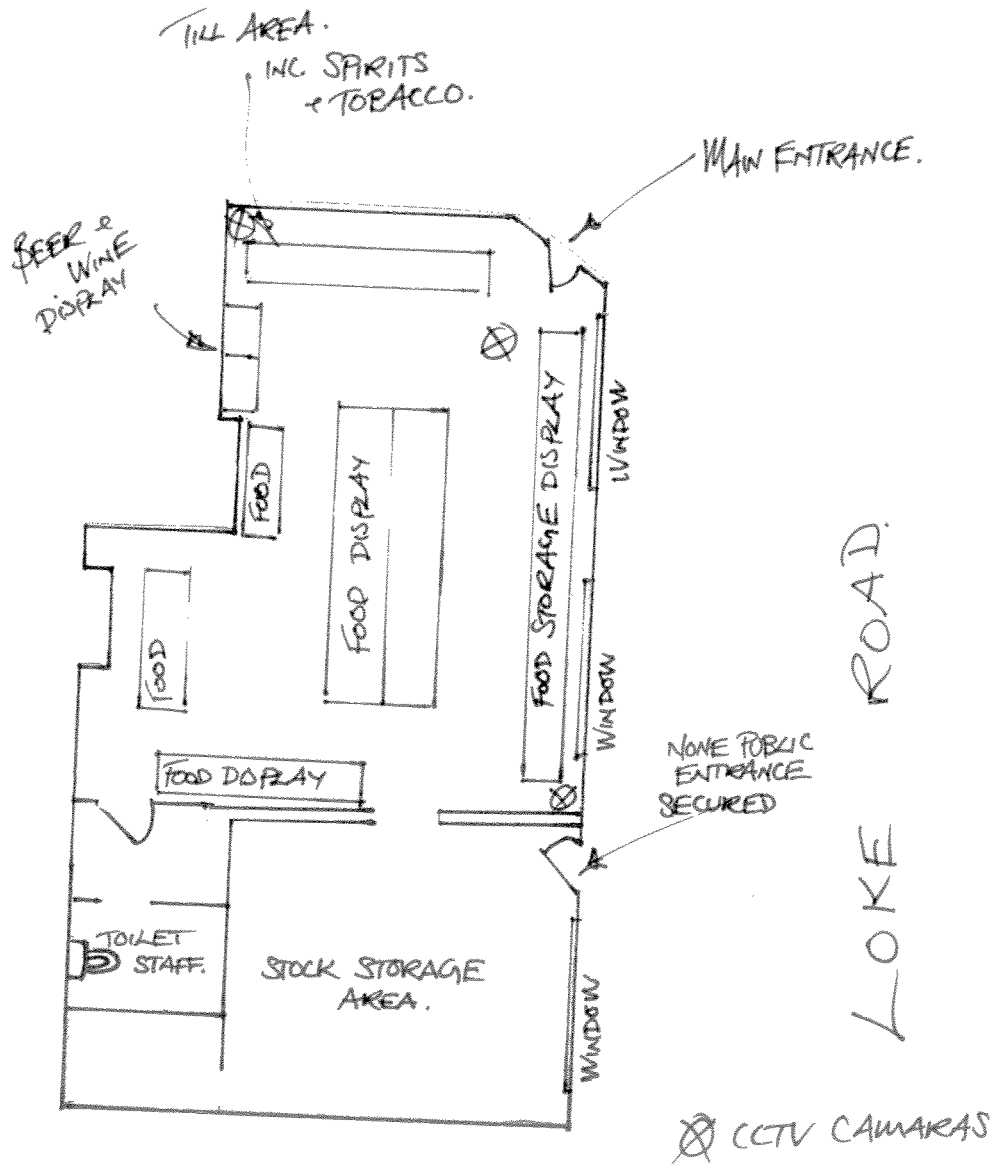 TILL AREA.
INC. SPIRITS
& TOBACCO.
MAIN ENTRANCE.
BEER &
WINE
DISPLAY
WINDOW
FOOD
FOOD DISPLAY
FOOD STORAGE DISPLAY
LOKE ROAD.
FOOD
WINDOW
NONE PUBLIC
ENTRANCE
SECURED
FOOD DOPLAY
TOILET
STAFF.
STOCK STORAGE
AREA.
WINDOW
CCTV CAMARAS